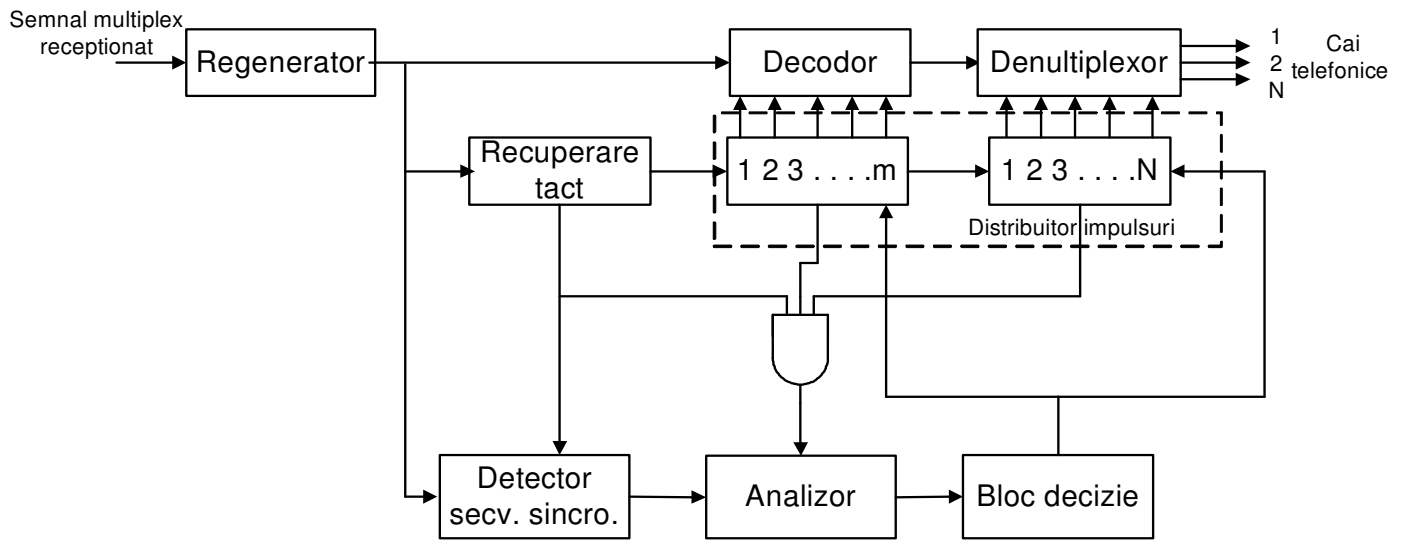 Semnal multiplex
receptionat
Regenerator
Decodor
Denultiplexor
1
2
N
Cai
telefonice
Recuperare
tact
1 2 3 . . . .m
1 2 3 . . . .N
Distribuitor impulsuri
Detector
secv. sincro.
Analizor
Bloc decizie